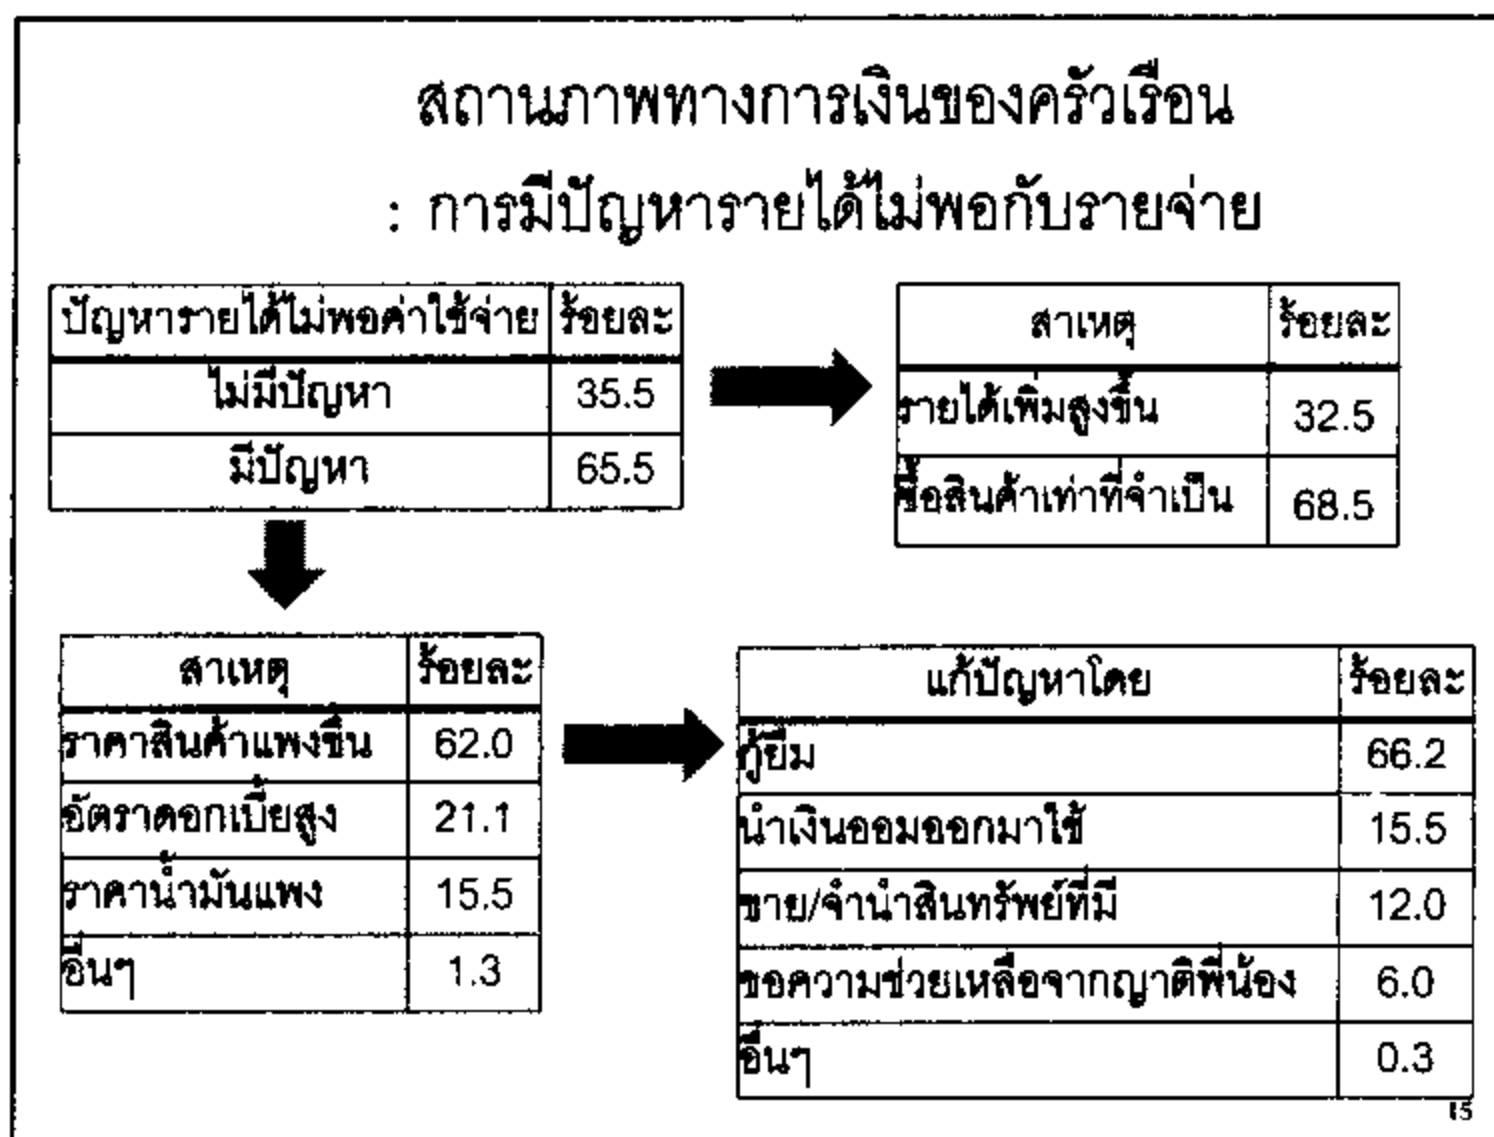 สถานภาพทางการเงินของครัวเรือน
: การมีปัญหารายได้ไม่พอกับรายจ่าย
ปัญหารายได้ไม่พอค่าใช้จ่าย ร้อยละ
ไม่มีปัญหา 35.5
มีปัญหา 65.5
สาเหตุ ร้อยละ
รายได้เพิ่มสูงขึ้น 32.5
ซื้อสินค้าเท่าที่จำเป็น 68.5
สาเหตุ ร้อยละ
ราคาสินค้าแพงขึ้น 62.0
อัตราดอกเบี้ยสูง 21.1
ราคาน้ำมันแพง 15.5
อื่นๆ 1.3
แก้ปัญหาโดย ร้อยละ
กู้ยืม 66.2
นำเงินออมออกมาใช้ 15.5
ขาย/จำนำสินทรัพย์ที่มี 12.0
ขอความช่วยเหลือจากญาติพี่น้อง 6.0
อื่นๆ 0.3
15